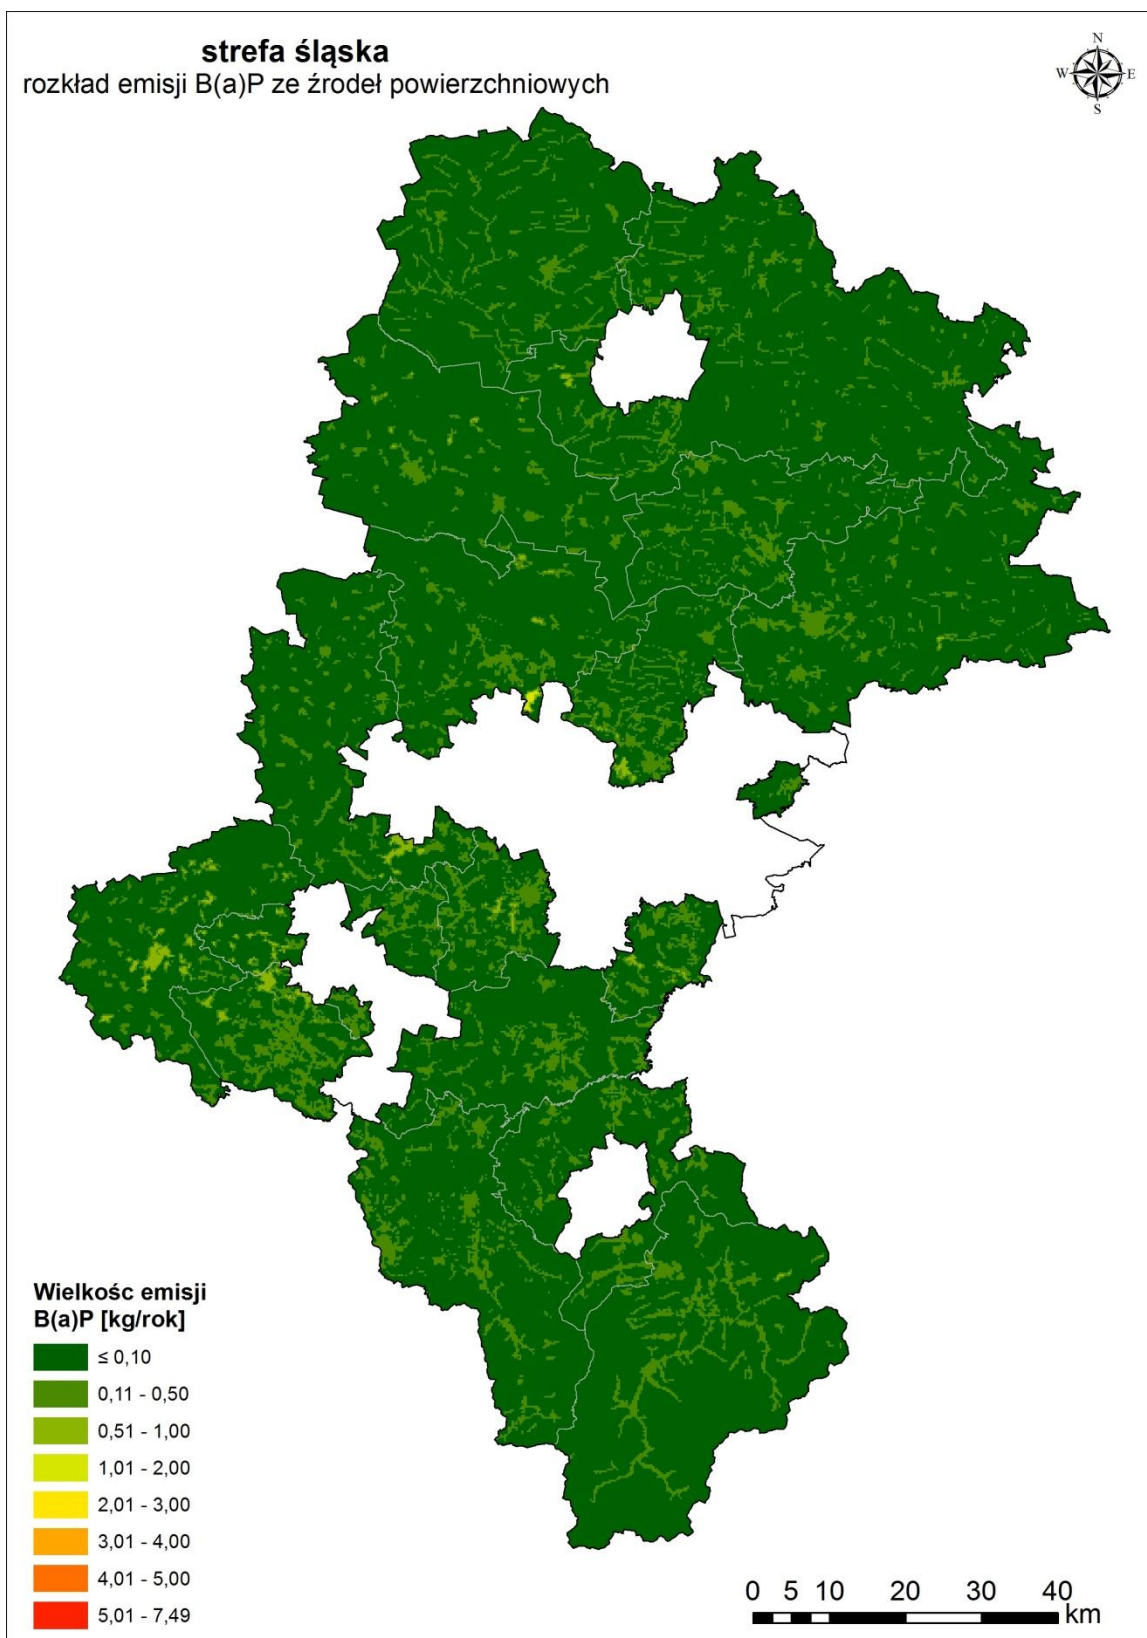 strefa śląska
rozkład emisji B(a)P ze źrodeł powierzchniowych
N
W E
S
Wielkośc emisji
B(a)P [kg/rok]
≤ 0,10
0,11 - 0,50
0,51 - 1,00
1,01 - 2,00
2,01 - 3,00
3,01 - 4,00
4,01 - 5,00
5,01 - 7,49
0 5 10 20 30 40
km